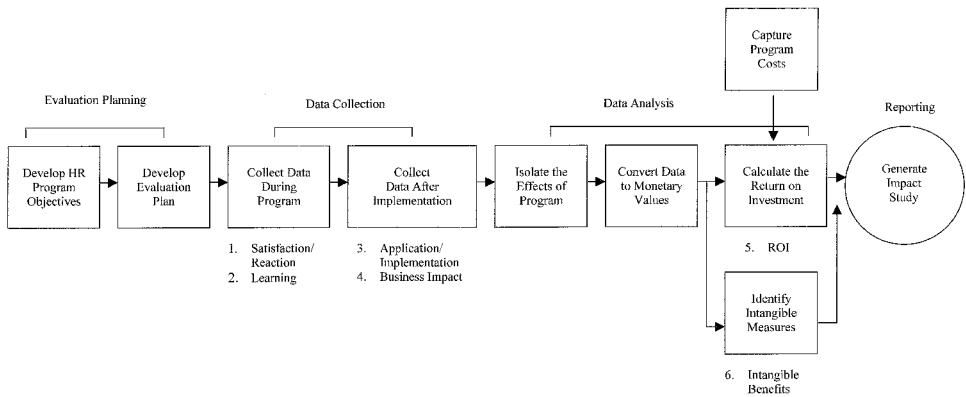 Capture
Program
Costs
Evaluation Planning
Data Collection
Data Analysis
Reporting
Develop HR
Program
Objectives
Develop
Evaluation
Plan
Collect Data
During
Program
Collect
Data After
Implementation
Isolate the
Effects of
Program
Convert Data
to Monetary
Values
Calculate the
Return on
Investment
Generate
Impact
Study
1. Satisfaction/
Reaction
2. Learning
3. Application/
Implementation
4. Business Impact
5. ROI
Identify
Intangible
Measures
6. Intangible
Benefits